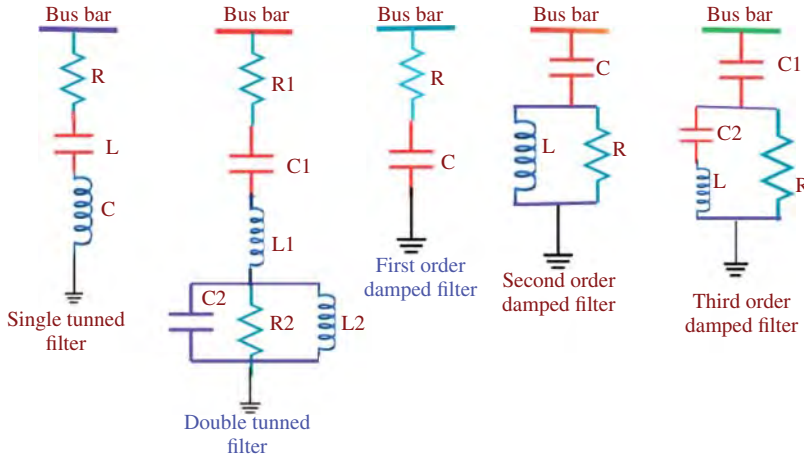 Bus bar
R
L
C
Single tunned
filter
Bus bar
R1
C1
L1
C2
R2
L2
Double tunned
filter
Bus bar
R
C
First order
damped filter
Bus bar
C
L
R
Second order
damped filter
Bus bar
C1
C2
L
R
Third order
damped filter